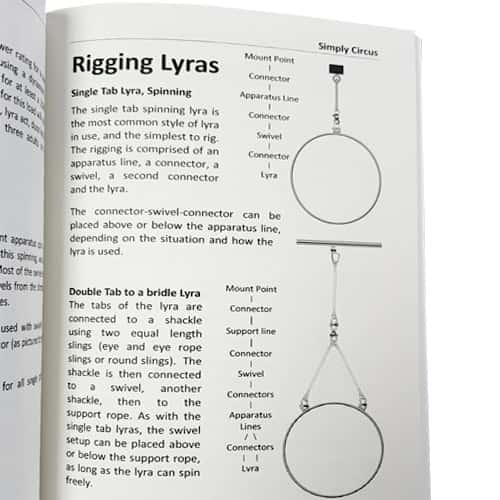 wer rating for
using a dyna
for at least a
for this load w
lyra act, du
three adults
nt apparatus
this spinning
Most of the
vels from the
es.
used with
or (as pictu
for all single
Simply Circus
Rigging Lyras
Single Tab Lyra, Spinning
The single tab spinning lyra is
the most common style of lyra
in use, and the simplest to rig.
The rigging is comprised of an
apparatus line, a connector, a
swivel, a second connector
and the lyra.
The connector-swivel-connector can be
placed above or below the apparatus line,
depending on the situation and how the
lyra is used.
Mount Point
Connector
Apparatus Line
Connector
Swivel
Connector
Lyra
Double Tab to a bridle Lyra
The tabs of the lyra are
connected to a shackle
using two equal length
slings (eye and eye rope
slings or round slings). The
shackle is then connected
to a swivel, another
shackle, then to the
support rope. As with the
single tab lyras, the swivel
setup can be placed above
or below the support rope,
as long as the lyra can spin
freely.
Mount Point
Connector
Support line
Connector
Swivel
Connectors
Apparatus
Lines
Connectors
Lyra